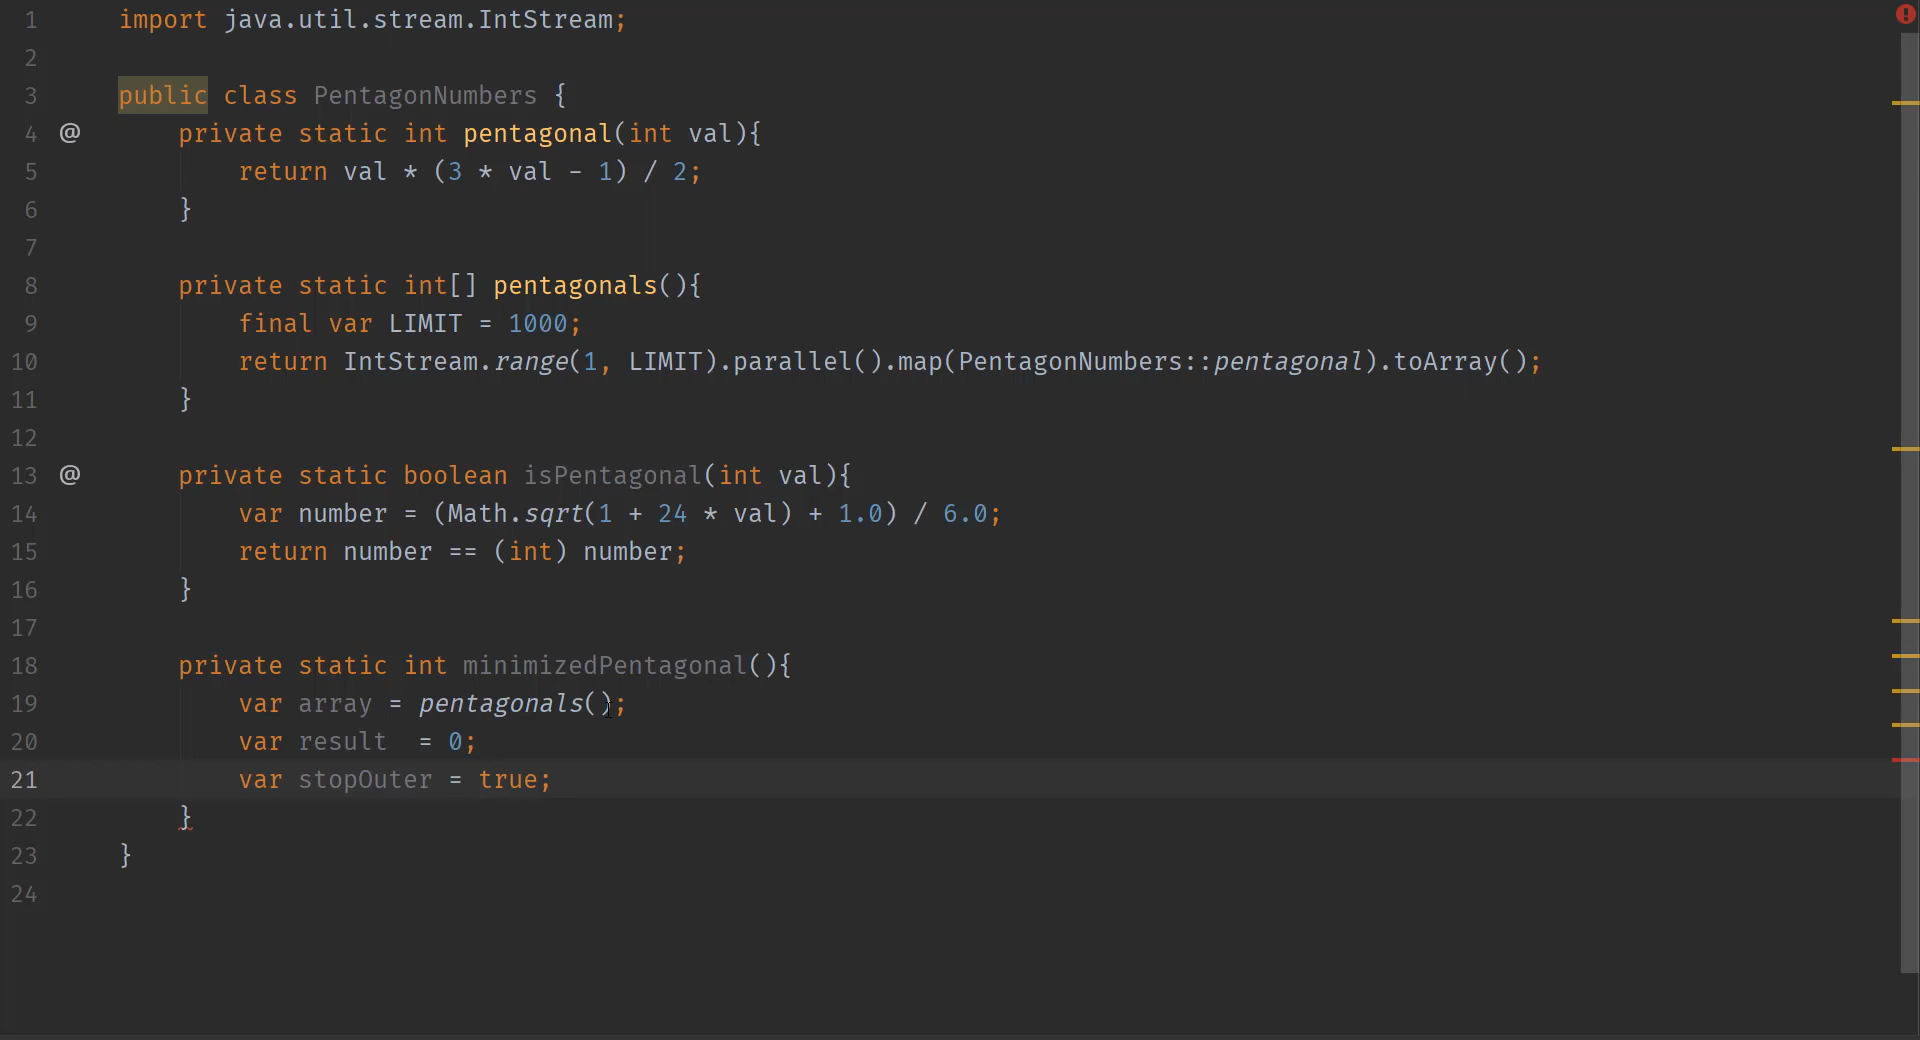 1 import java.util.stream.IntStream;
2
3 public class PentagonNumbers {
4 @ private static int pentagonal(int val){
5 return val * (3 * val - 1) / 2;
6 }
7
8 private static int[] pentagonals(){
9 final var LIMIT = 1000;
10 return IntStream.range(1, LIMIT).parallel().map(PentagonNumbers::pentagonal).toArray();
11 }
12
13 @ private static boolean isPentagonal(int val){
14 var number = (Math.sqrt(1 + 24 * val) + 1.0) / 6.0;
15 return number == (int) number;
16 }
17
18 private static int minimizedPentagonal(){
19 var array = pentagonals();
20 var result  = 0;
21 var stopOuter = true;
22 }
23 }
24